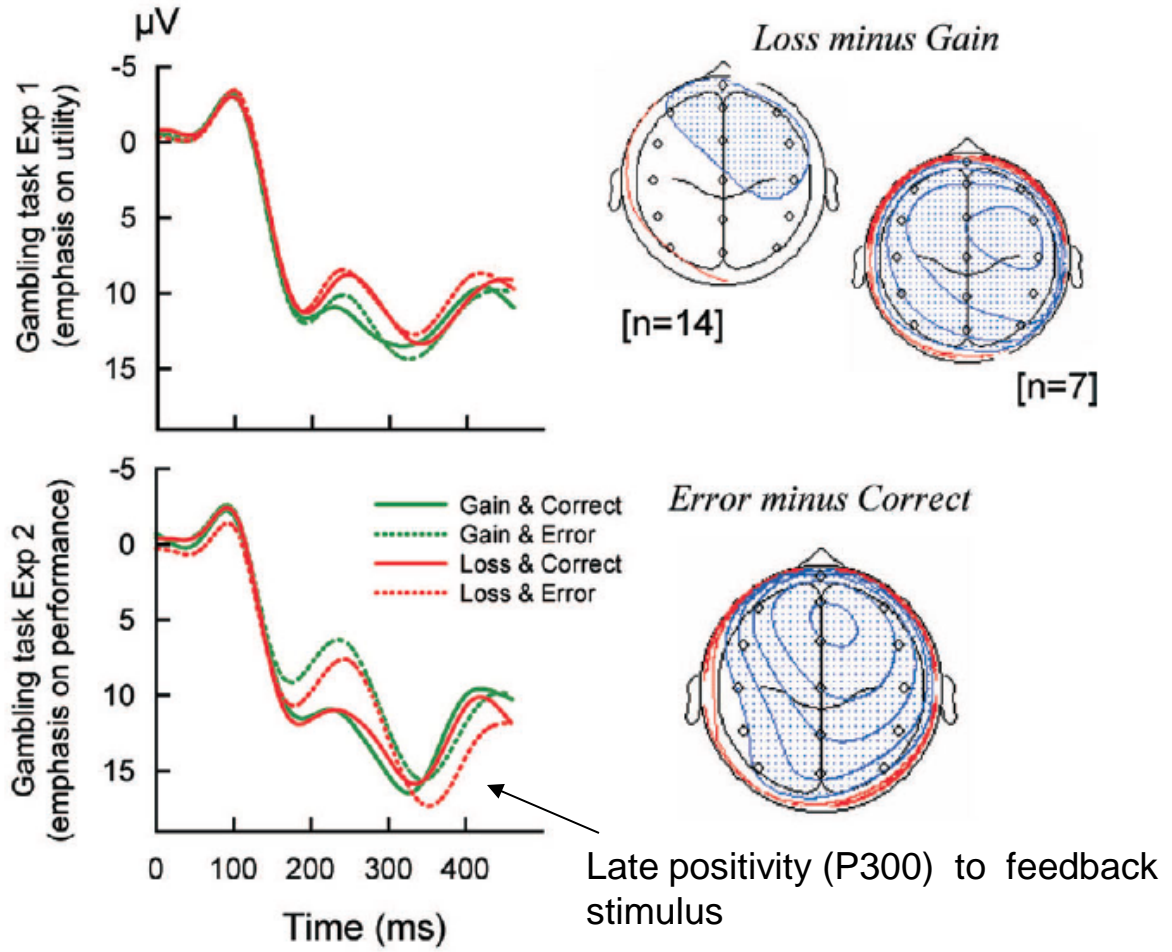 µV
Loss minus Gain
Gambling task Exp 1
(emphasis on utility)
-5
0
5
10
15
[n=14]
[n=7]
Gambling task Exp 2
(emphasis on performance)
-5
0
5
10
15
Gain & Correct
Gain & Error
Loss & Correct
Loss & Error
Error minus Correct
0 100 200 300 400
Time (ms)
Late positivity (P300) to feedback
stimulus